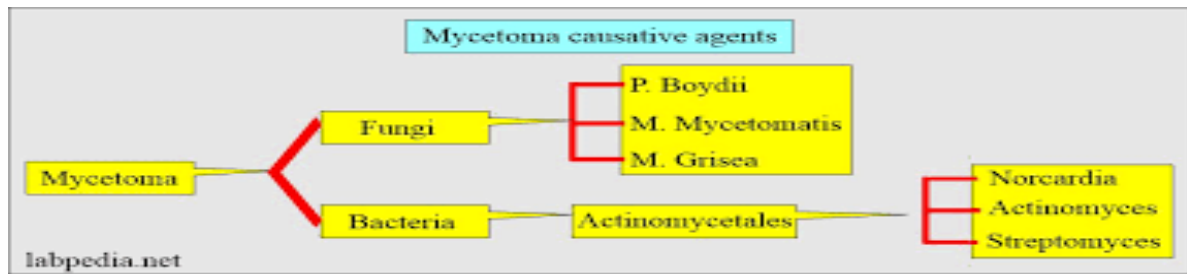 Mycetoma causative agents
P. Boydii
Fungi
M. Mycetomatis
M. Grisea
Mycetoma
Norcardia
Bacteria
Actinomycetales
Actinomyces
Streptomyces
labpedia.net